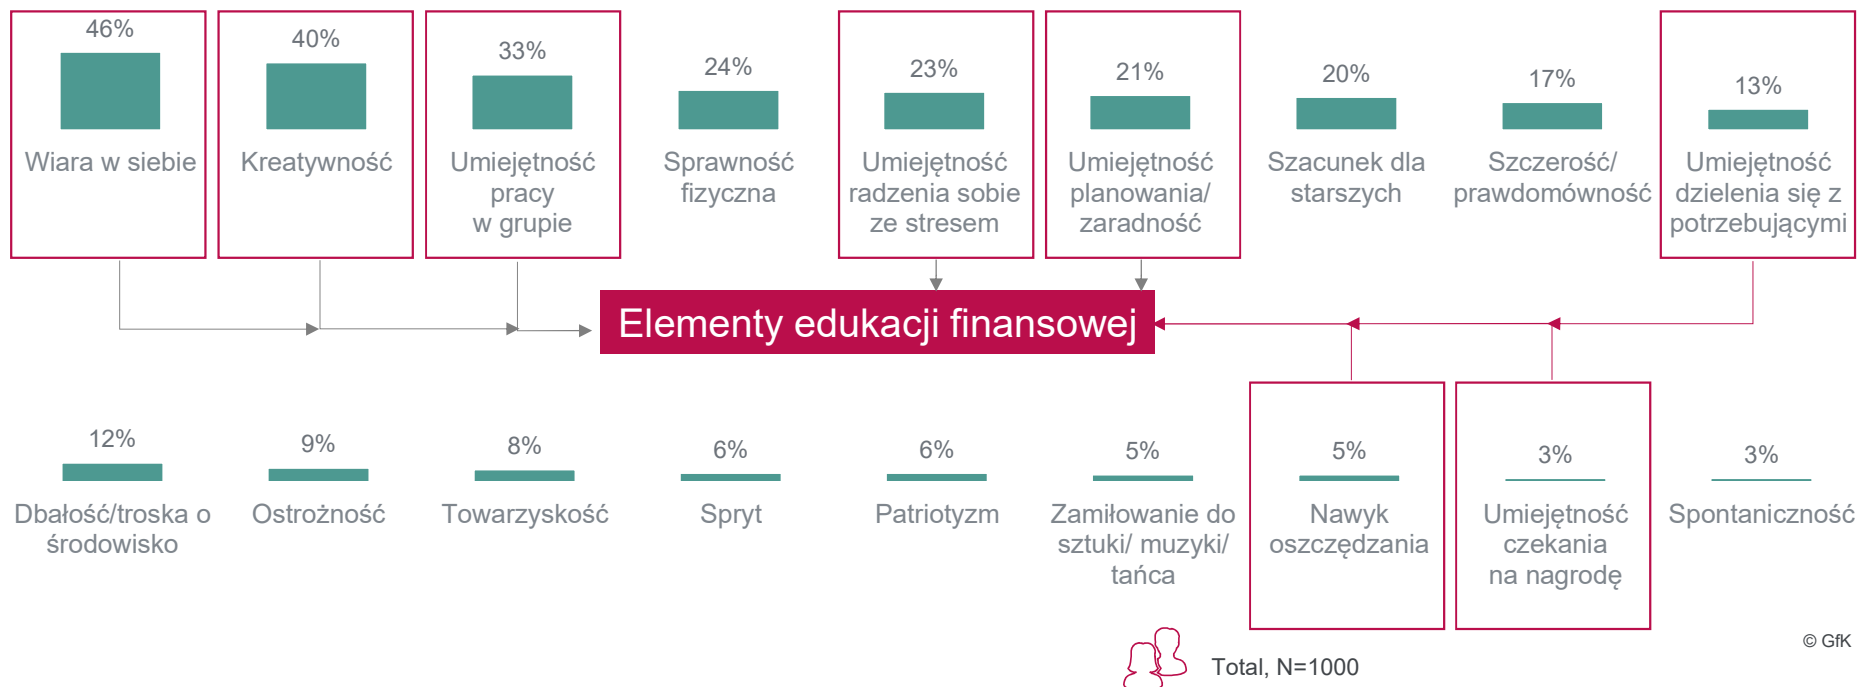 46%
Wiara w siebie
40%
Kreatywność
33%
Umiejętność
pracy
w grupie
24%
Sprawność
fizyczna
23%
Umiejętność
radzenia sobie
ze stresem
21%
Umiejętność
planowania/
zaradność
20%
Szacunek dla
starszych
17%
Szczerość/
prawdomówność
13%
Umiejętność
dzielenia się z
potrzebującymi
Elementy edukacji finansowej
12%
Dbałość/troska o
środowisko
9%
Ostrożność
8%
Towarzyskość
6%
Spryt
6%
Patriotyzm
5%
Zamiłowanie do
sztuki/ muzyki/
tańca
5%
Nawyk
oszczędzania
3%
Umiejętność
czekania
na nagrodę
3%
Spontaniczność
© GfK
Total, N=1000